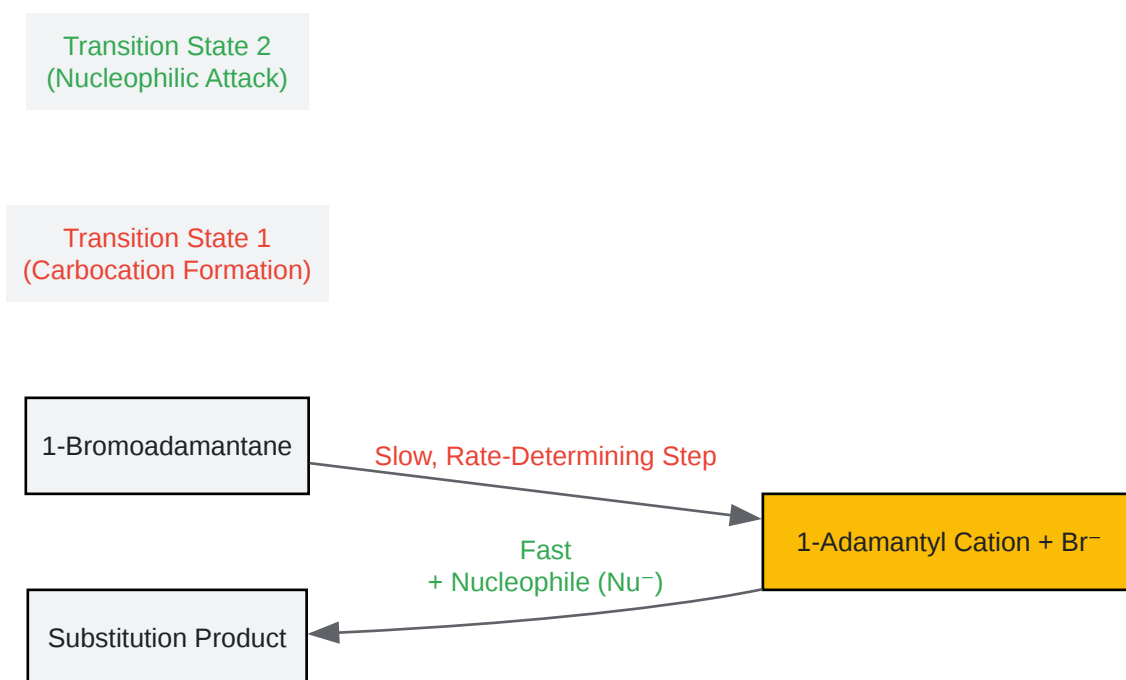 Transition State 2
(Nucleophilic Attack)
Transition State 1
(Carbocation Formation)
1-Bromoadamantane
Slow, Rate-Determining Step
1-Adamantyl Cation + Br⁻
Fast
+ Nucleophile (Nu⁻)
Substitution Product